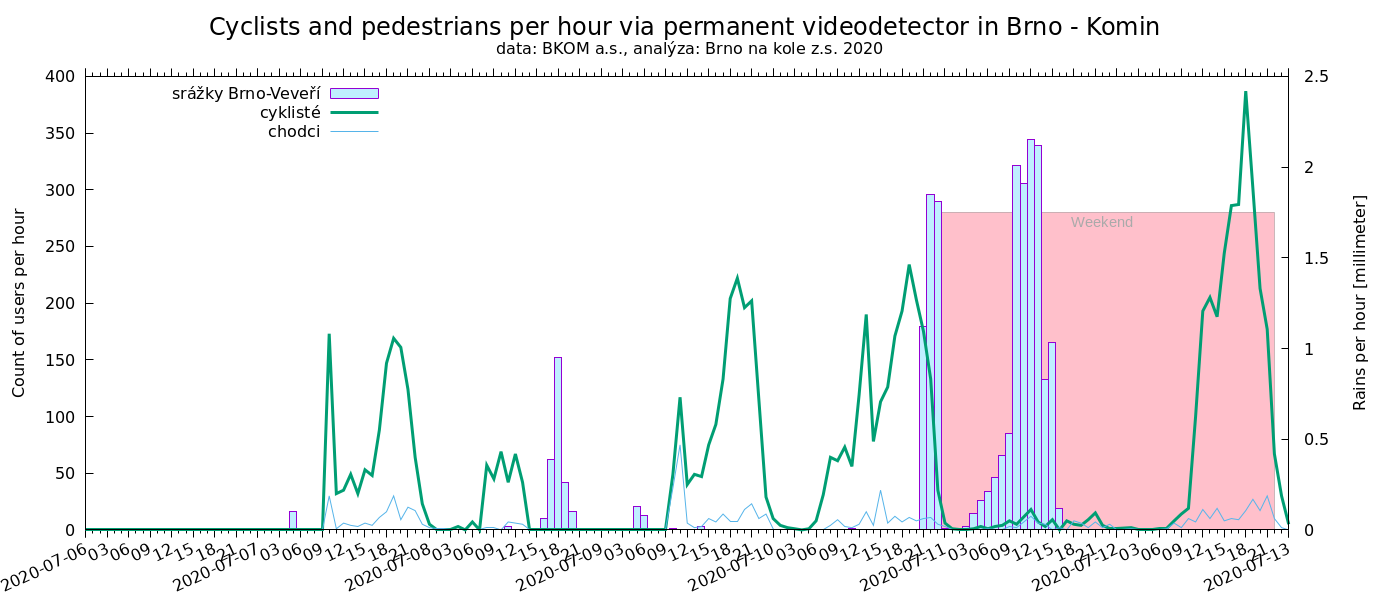 Cyclists and pedestrians per hour via permanent videodetector in Brno - Komin
data: BKOM a.s., analýza: Brno na kole z.s. 2020
srážky Brno-Veveří
cyklisté
chodci
Weekend
Count of users per hour
400
350
300
250
200
150
100
50
0
Rains per hour [millimeter]
2.5
2
1.5
1
0.5
0
2020-07-06 03 06 09 12 15 18 21 2020-07-07 03 06 09 12 15 18 21 2020-07-08 03 06 09 12 15 18 21 2020-07-09 03 06 09 12 15 18 21 2020-07-10 03 06 09 12 15 18 21 2020-07-11 03 06 09 12 15 18 21 2020-07-12 03 06 09 12 15 18 21 2020-07-13